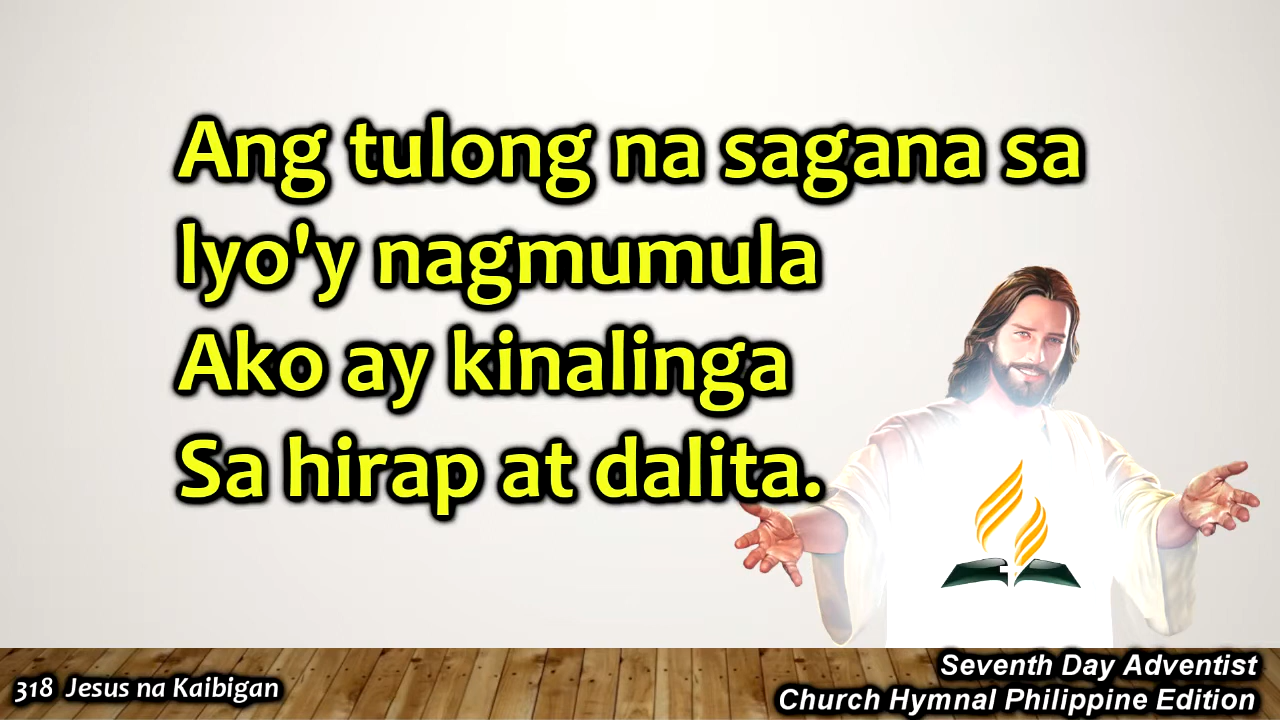 Ang tulong na sagana sa
Iyo'y nagmumula
Ako ay kinalinga
Sa hirap at dalita.
318 Jesus na Kaibigan
Seventh Day Adventist
Church Hymnal Philippine Edition